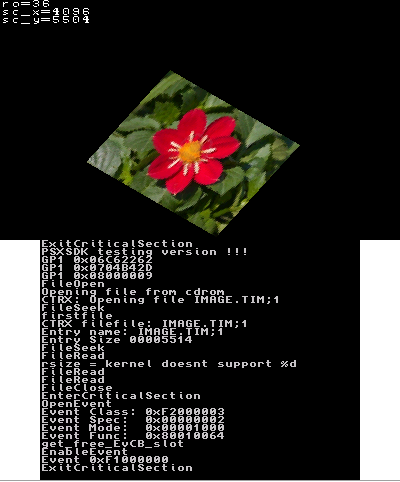 ro=36
sc_x=4096
sc_y=5504
ExitCriticalSection
PSXSDK testing version !!!
GP1 0x06C62262
GP1 0x0704B42D
GP1 0x08000009
FileOpen
Opening file from cdrom
CTRX: Opening file IMAGE.TIM;1
FileSeek
firstfile
CTRX filefile: IMAGE.TIM;1
Entry name: IMAGE.TIM;1
Entry Size 00005514
FileSeek
FileRead
rsize = kernel doesnt support %d
FileRead
FileRead
FileClose
EnterCriticalSection
OpenEvent
Event Class: 0xF2000003
Event Spec:  0x00000002
Event Mode:  0x00001000
Event Func:  0x80010064
get_free_EvCB_slot
EnableEvent
Event 0xF1000000
ExitCriticalSection